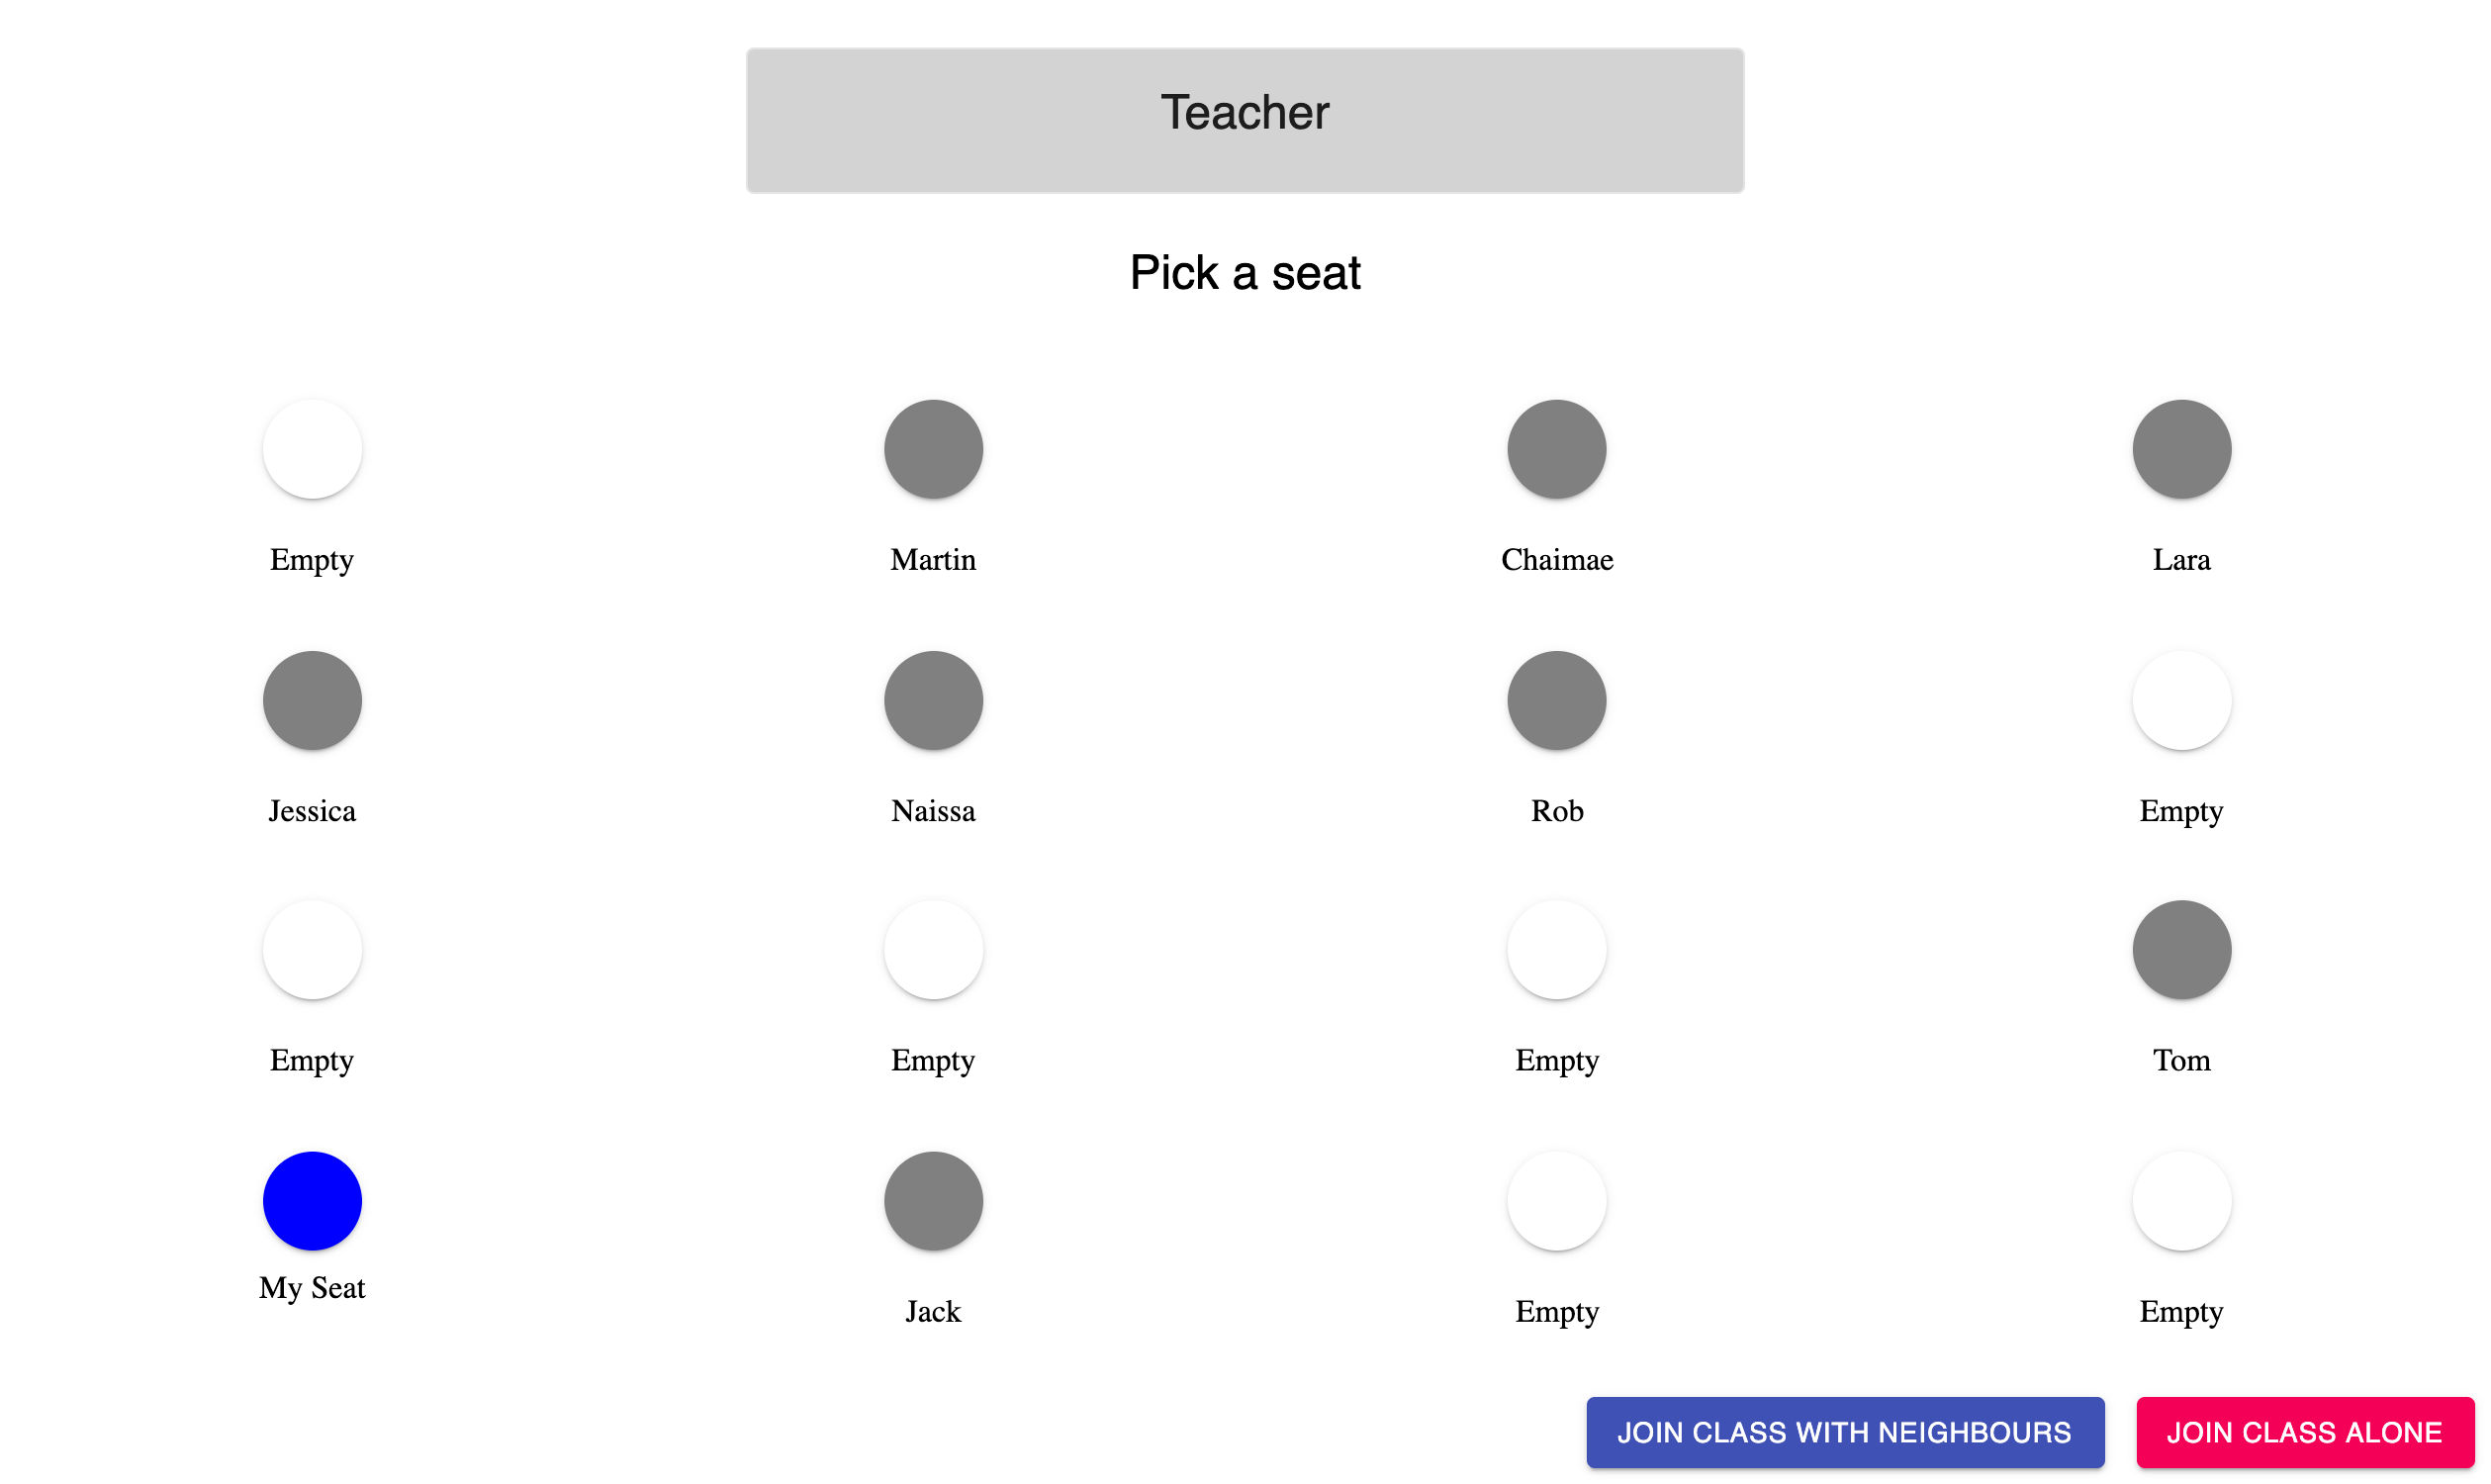 Teacher
Pick a seat
Empty Martin Chaimae Lara
Jessica Naissa Rob Empty
Empty Empty Empty Tom
My Seat Jack Empty Empty
JOIN CLASS WITH NEIGHBOURS JOIN CLASS ALONE